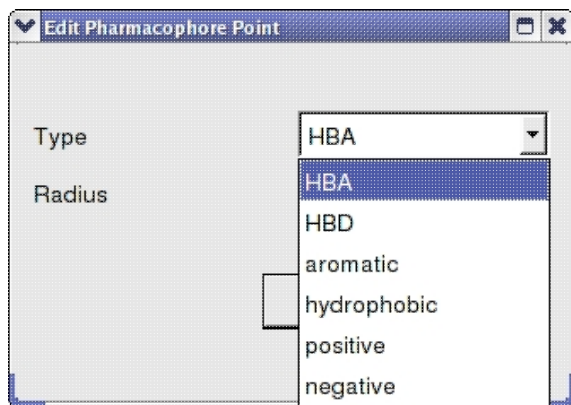 Edit Pharmacophore Point
Type
HBA
HBA
Radius
HBD
aromatic
hydrophobic
positive
negative